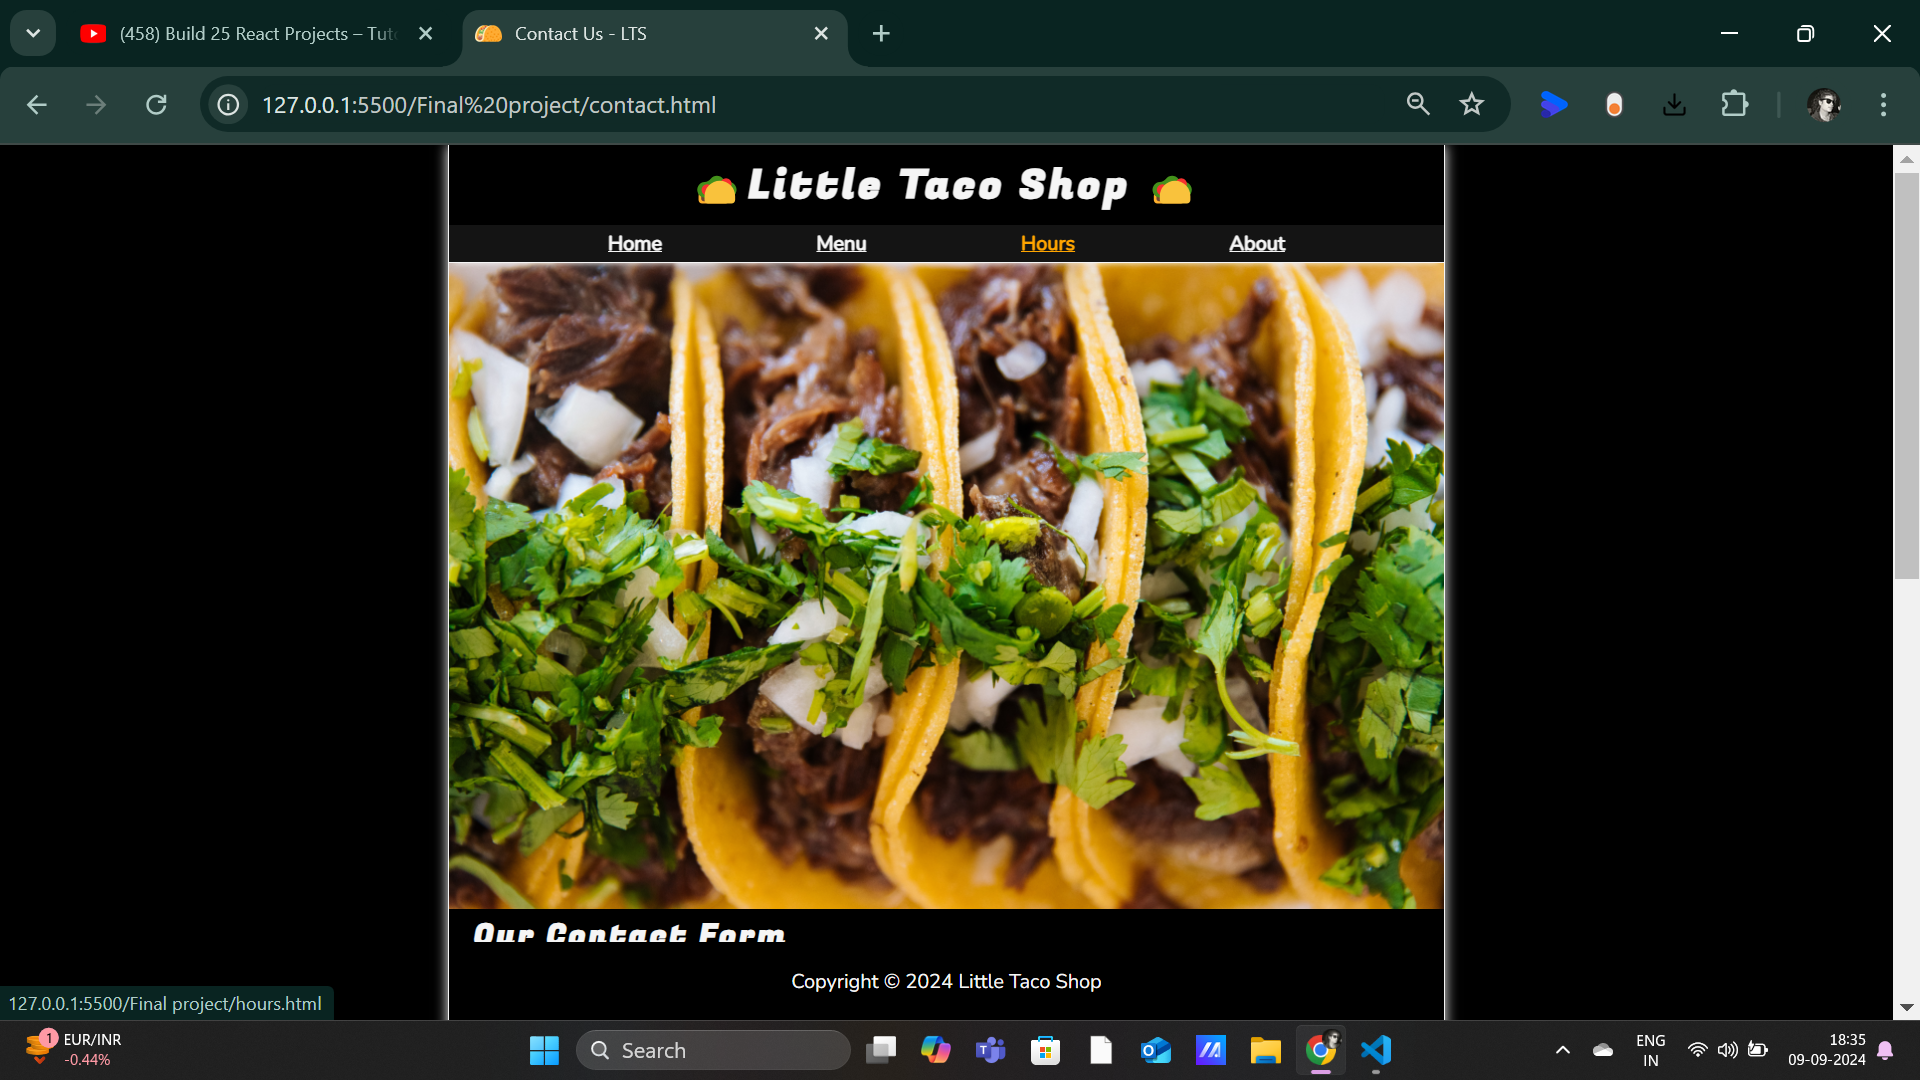 (458) Build 25 React Projects – Tut
Contact Us - LTS
127.0.0.1:5500/Final%20project/contact.html
Little Taco Shop
Home
Menu
Hours
About
Our Contact Form
Copyright © 2024 Little Taco Shop
127.0.0.1:5500/Final project/hours.html
1
EUR/INR
-0.44%
Search
ENG
IN
18:35
09-09-2024